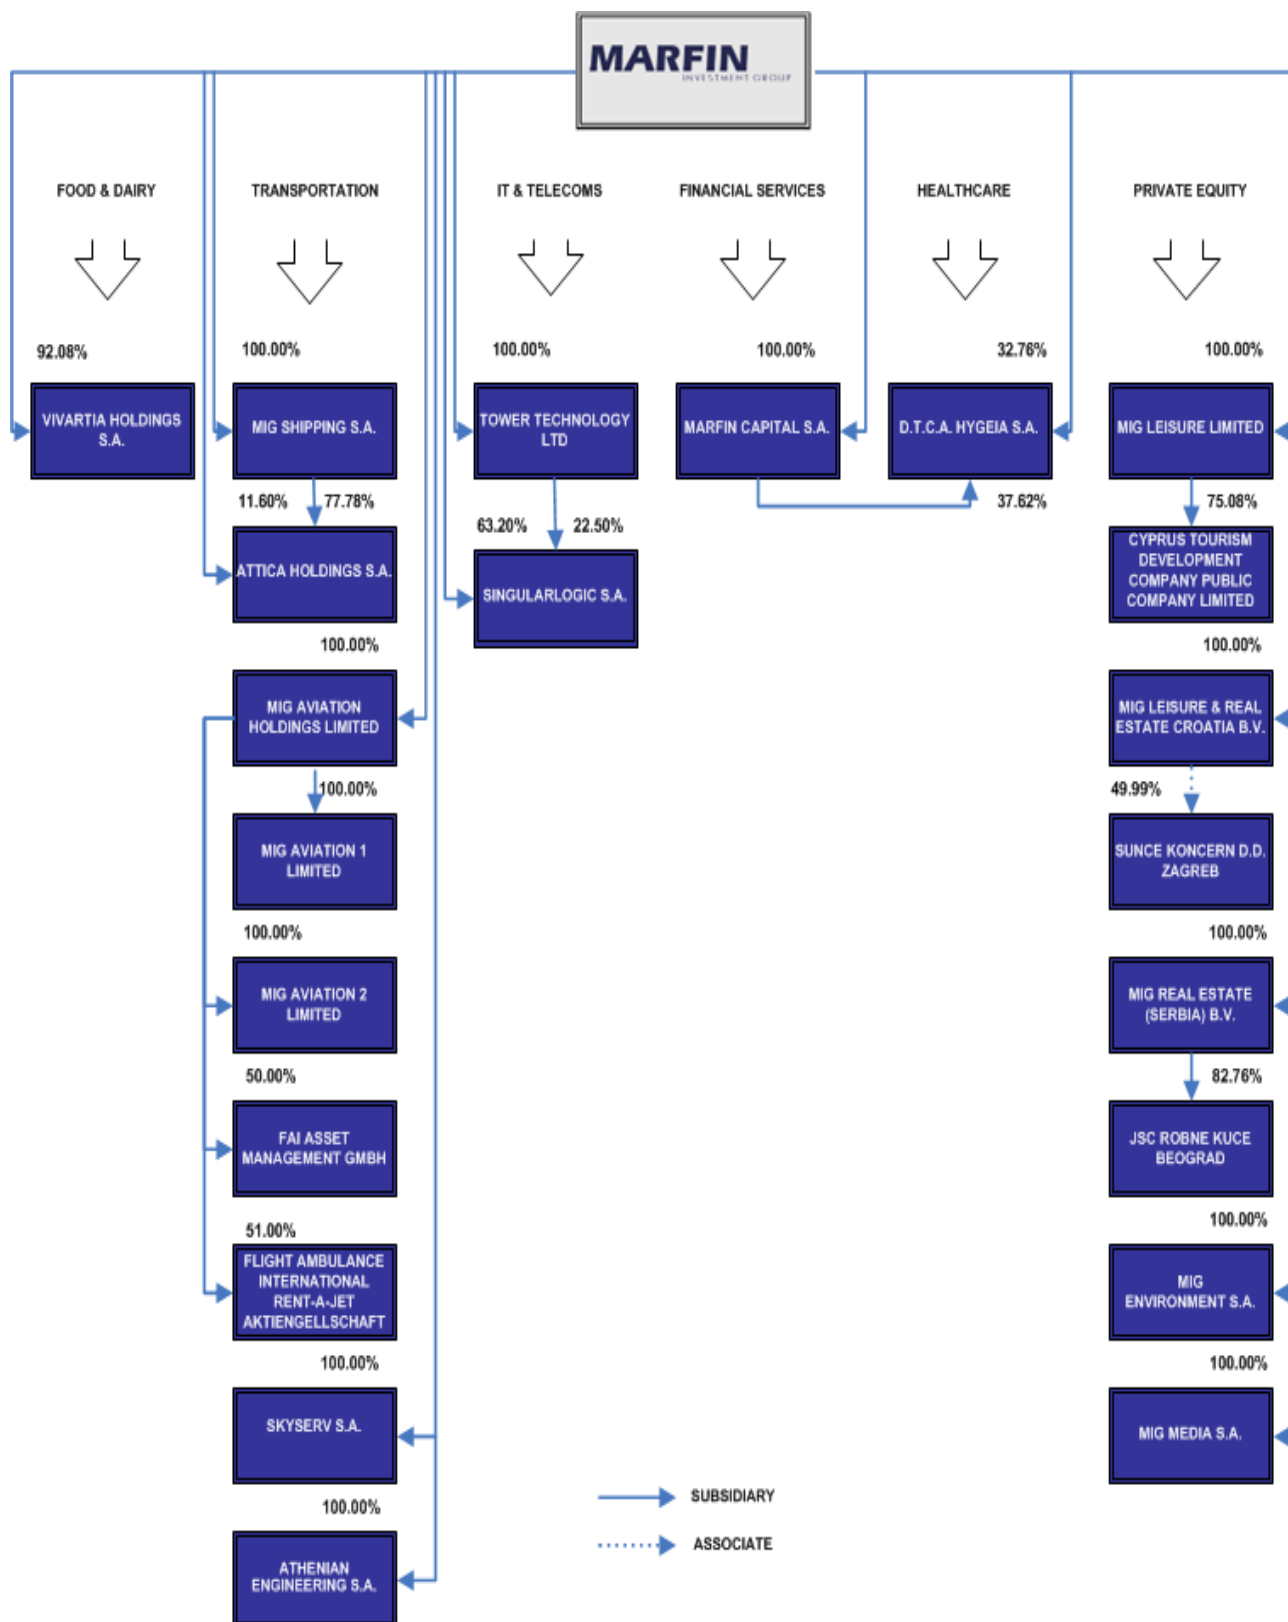 MARFIN
INVESTMENT GROUP
FOOD & DAIRY
TRANSPORTATION
IT & TELECOMS
FINANCIAL SERVICES
HEALTHCARE
PRIVATE EQUITY
92.08%
100.00%
100.00%
100.00%
32.76%
100.00%
VIVARTIA HOLDINGS
S.A.
MIG SHIPPING S.A.
TOWER TECHNOLOGY
LTD
MARFIN CAPITAL S.A.
D.T.C.A. HYGEIA S.A.
MIG LEISURE LIMITED
11.60%
77.78%
63.20%
22.50%
37.62%
75.08%
ATTICA HOLDINGS S.A.
SINGULARLOGIC S.A.
CYPRUS TOURISM
DEVELOPMENT
COMPANY PUBLIC
COMPANY LIMITED
100.00%
100.00%
MIG AVIATION
HOLDINGS LIMITED
MIG LEISURE & REAL
ESTATE CROATIA B.V.
100.00%
49.99%
MIG AVIATION 1
LIMITED
SUNCE KONCERN D.D.
ZAGREB
100.00%
100.00%
MIG AVIATION 2
LIMITED
MIG REAL ESTATE
(SERBIA) B.V.
50.00%
82.76%
FAI ASSET
MANAGEMENT GMBH
JSC ROBNE KUCE
BEOGRAD
51.00%
100.00%
FLIGHT AMBULANCE
INTERNATIONAL
RENT-A-JET
AKTIENGELLSCHAFT
MIG
ENVIRONMENT S.A.
100.00%
100.00%
SKYSERV S.A.
MIG MEDIA S.A.
100.00%
ATHENIAN
ENGINEERING S.A.
SUBSIDIARY
ASSOCIATE